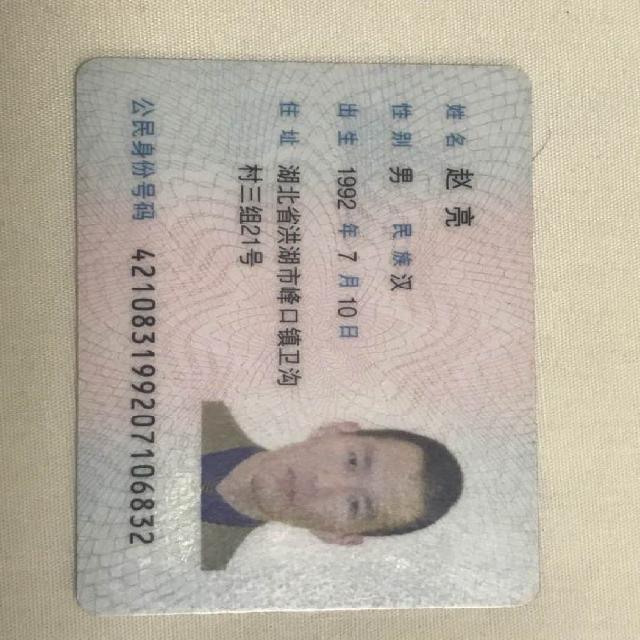 姓名 赵亮
性别 男 民族 汉
出生 1992 年 7 月 10 日
住址 湖北省洪湖市峰口镇卫沟
村三组21号
公民身份号码 421083199207106832